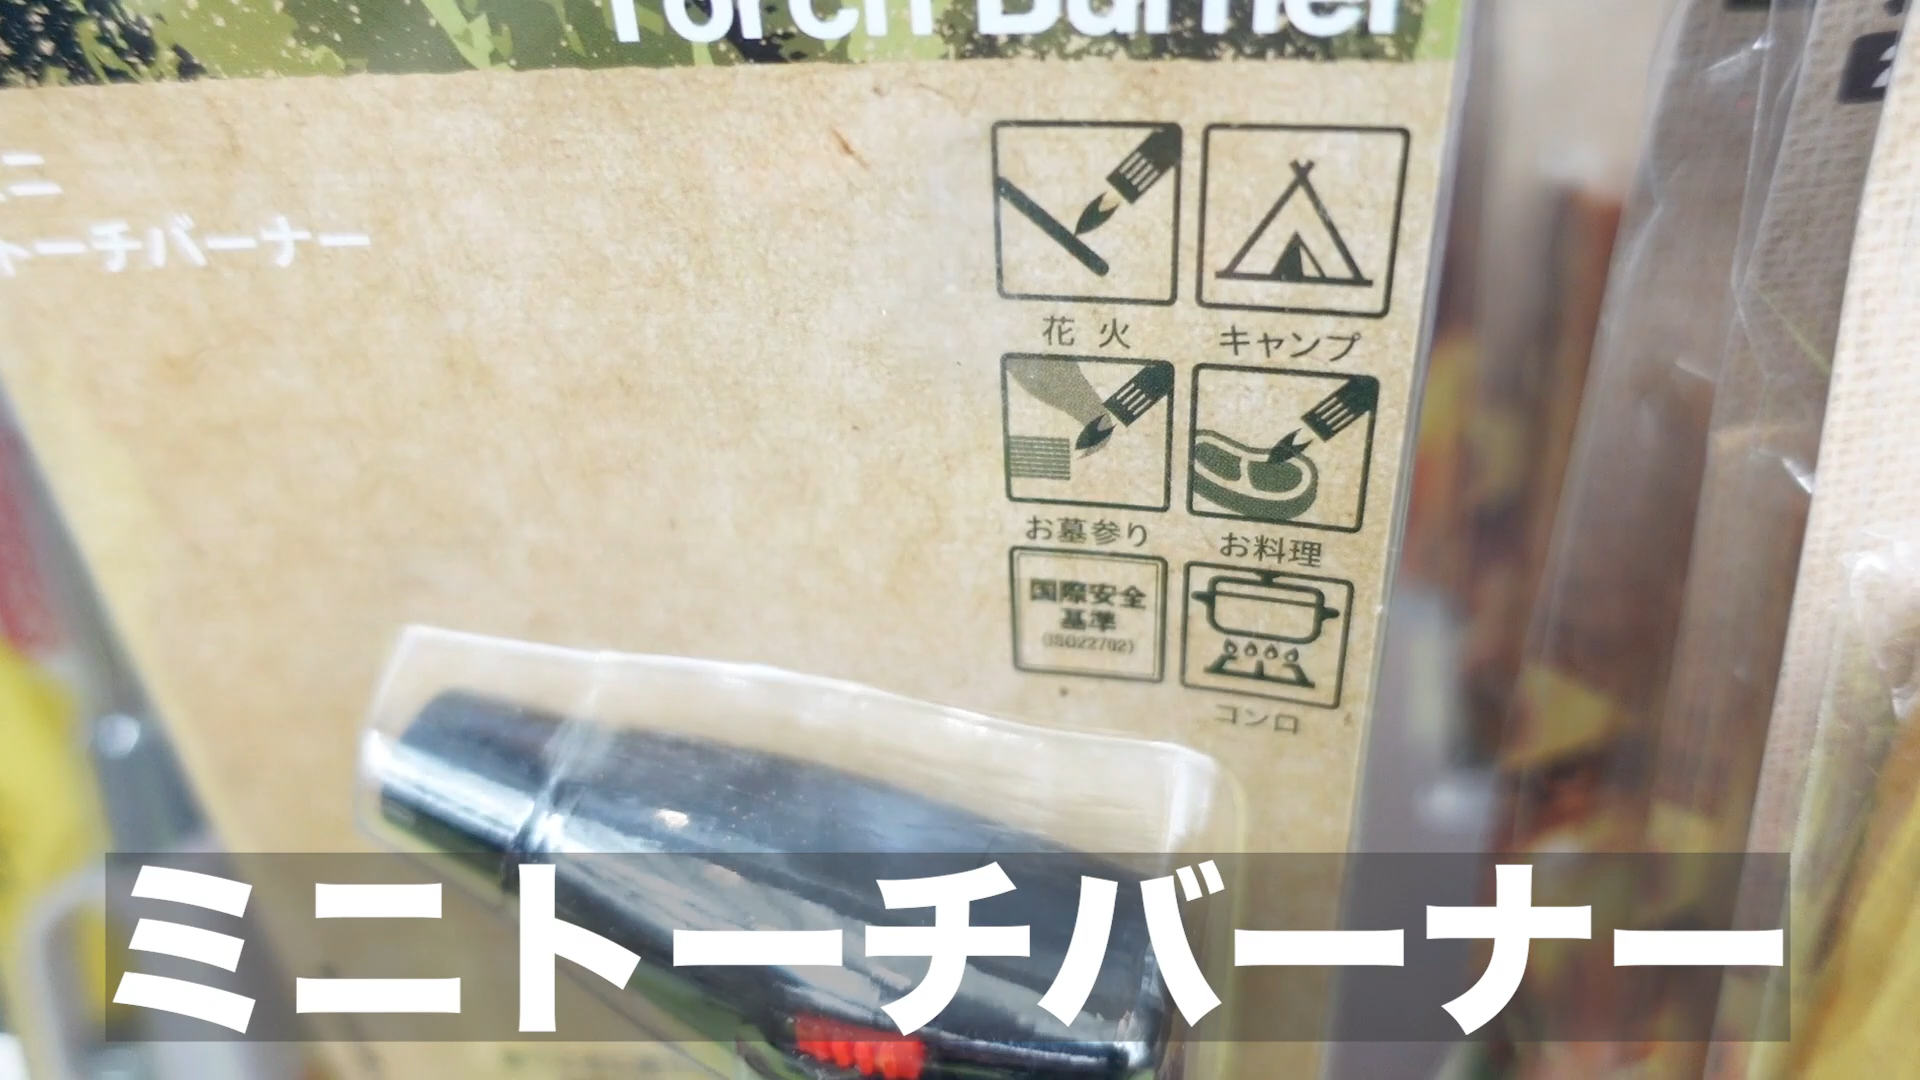 Torch Burner
ミニ
トーチバーナー
花火
キャンプ
お墓参り
お料理
国際安全
基準
(ISO22702)
コンロ
ミニトーチバーナー